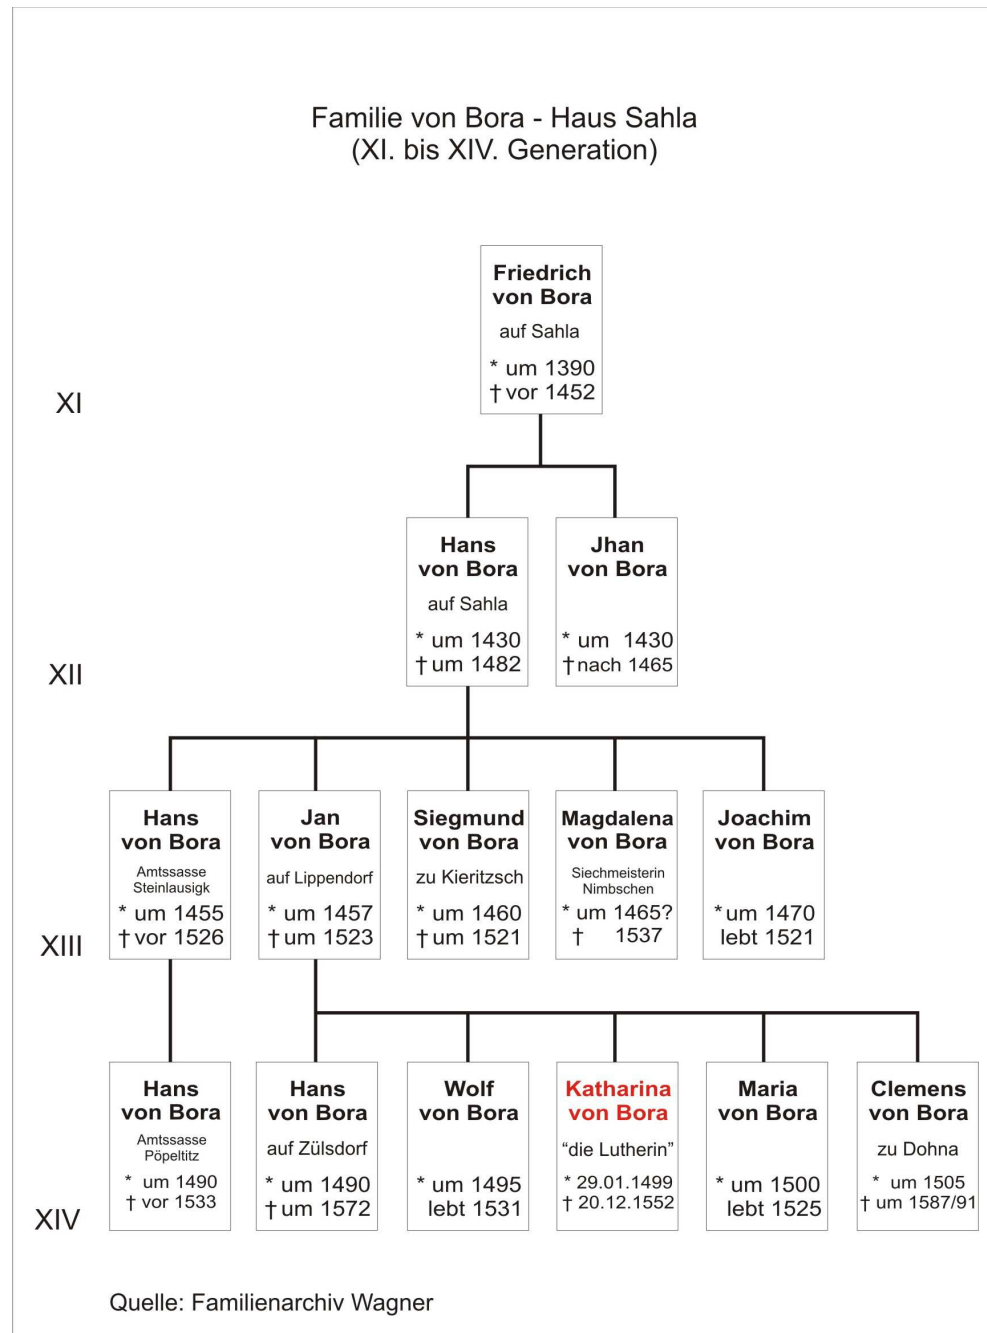 Familie von Bora - Haus Sahla
(XI. bis XIV. Generation)
Friedrich
von Bora
auf Sahla
* um 1390
† vor 1452
XI
Hans
von Bora
auf Sahla
* um 1430
† um 1482
Jhan
von Bora
* um 1430
† nach 1465
XII
Hans
von Bora
Amtssasse
Steinlausigk
* um 1455
† vor 1526
Jan
von Bora
auf Lippendorf
* um 1457
† um 1523
Siegmund
von Bora
zu Kieritzsch
* um 1460
† um 1521
Magdalena
von Bora
Siechmeisterin
Nimbschen
* um 1465?
† 1537
Joachim
von Bora
* um 1470
lebt 1521
XIII
Hans
von Bora
Amtssasse
Pöpeltitz
* um 1490
† vor 1533
Hans
von Bora
auf Zülsdorf
* um 1490
† um 1572
Wolf
von Bora
* um 1495
lebt 1531
Katharina
von Bora
“die Lutherin”
* 29.01.1499
† 20.12.1552
Maria
von Bora
* um 1500
lebt 1525
Clemens
von Bora
zu Dohna
* um 1505
† um 1587/91
XIV
Quelle: Familienarchiv Wagner